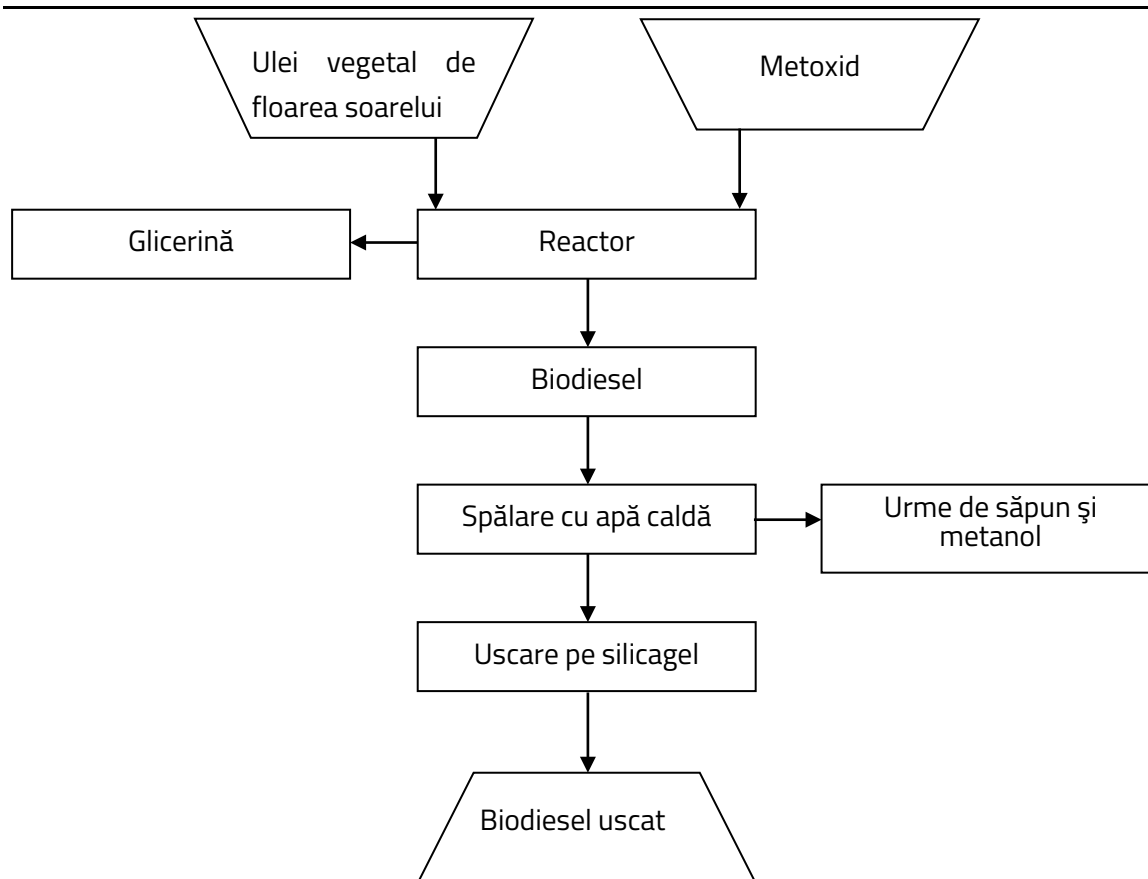 Ulei vegetal de
floarea soarelui
Metoxid
Glicerină
Reactor
Biodiesel
Spălare cu apă caldă
Urme de săpun şi
metanol
Uscare pe silicagel
Biodiesel uscat